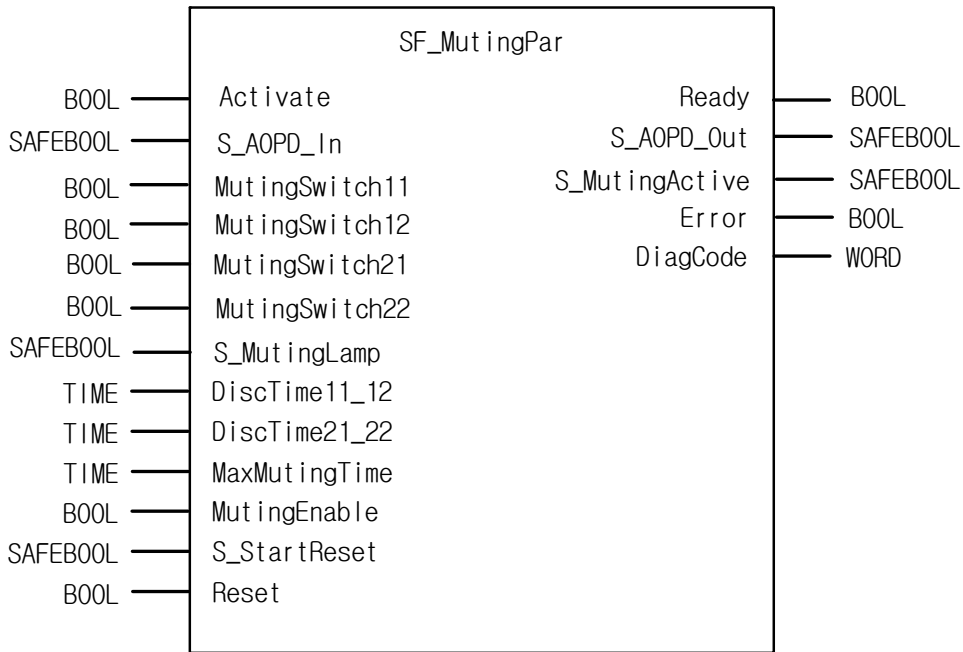 SF_MutingPar
BOOL Activate Ready BOOL
SAFEBOOL S_AOPD_In S_AOPD_Out SAFEBOOL
BOOL MutingSwitch11 S_MutingActive SAFEBOOL
BOOL MutingSwitch12 Error BOOL
BOOL MutingSwitch21 DiagCode WORD
BOOL MutingSwitch22
SAFEBOOL S_MutingLamp
TIME DiscTime11_12
TIME DiscTime21_22
TIME MaxMutingTime
BOOL MutingEnable
SAFEBOOL S_StartReset
BOOL Reset